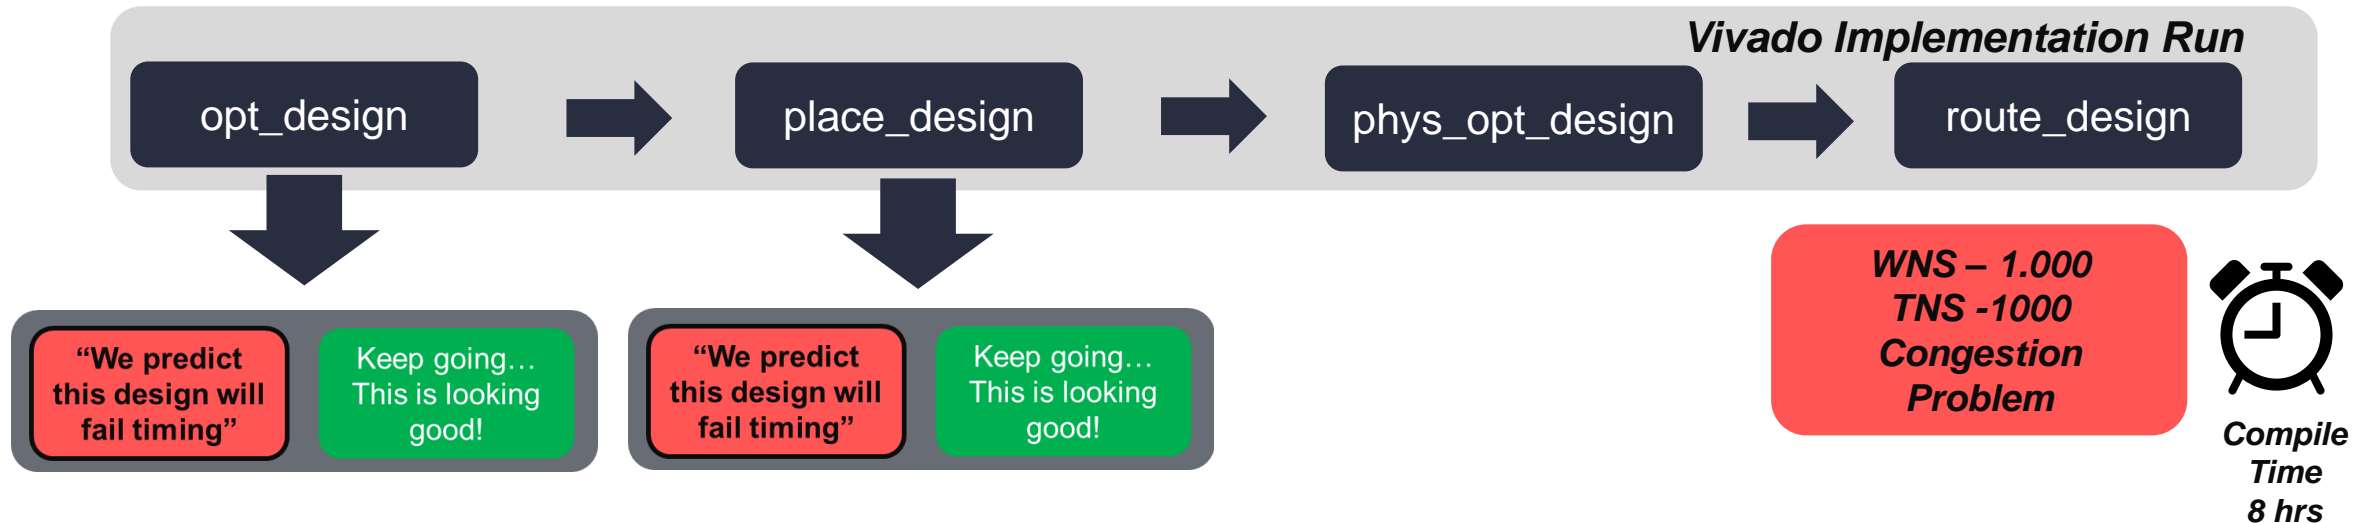 Vivado Implementation Run
opt_design
place_design
phys_opt_design
route_design
“We predict
this design will
fail timing”
Keep going…
This is looking
good!
“We predict
this design will
fail timing”
Keep going…
This is looking
good!
WNS – 1.000
TNS -1000
Congestion
Problem
Compile
Time
8 hrs